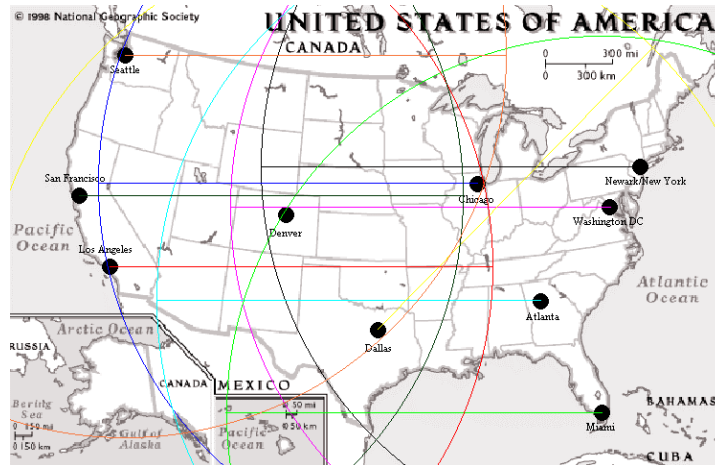 © 1998 National Geographic Society
UNITED STATES OF AMERICA
CANADA
0 300 mi
0 300 km
Seattle
San Francisco
Newark/New York
Chicago
Washington DC
Denver
Pacific
Ocean
Los Angeles
Atlantic
Ocean
Atlanta
Arctic Ocean
RUSSIA
Dallas
CANADA
MEXICO
Bering
Sea
0 150 mi
0 150 km
Gulf of
Alaska
Pacific
Ocean
0 50 mi
0 50 km
BAHAMAS
Miami
CUBA